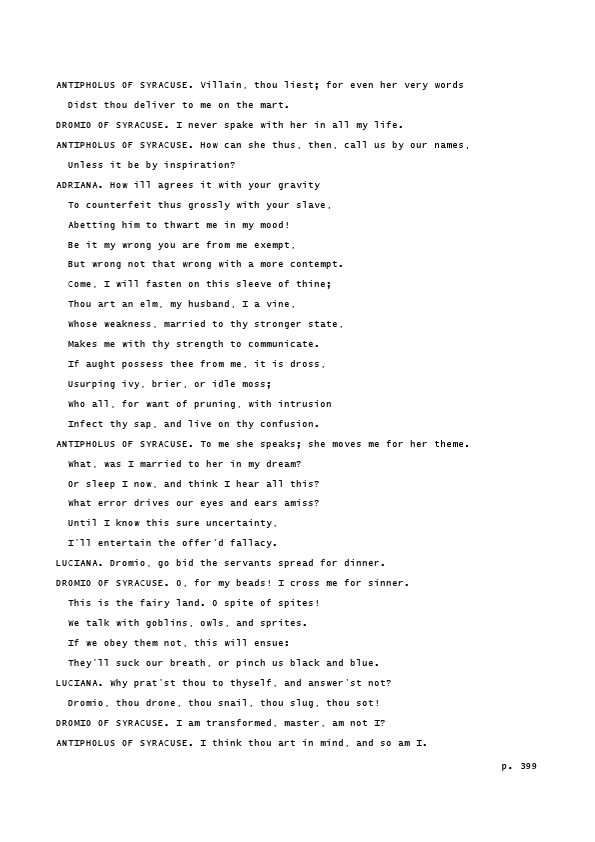 ANTIPHOLUS OF SYRACUSE. Villain, thou liest; for even her very words
Didst thou deliver to me on the mart.
DROMIO OF SYRACUSE. I never spake with her in all my life.
ANTIPHOLUS OF SYRACUSE. How can she thus, then, call us by our names,
Unless it be by inspiration?
ADRIANA. How ill agrees it with your gravity
To counterfeit thus grossly with your slave,
Abetting him to thwart me in my mood!
Be it my wrong you are from me exempt,
But wrong not that wrong with a more contempt.
Come, I will fasten on this sleeve of thine;
Thou art an elm, my husband, I a vine,
Whose weakness, married to thy stronger state,
Makes me with thy strength to communicate.
If aught possess thee from me, it is dross,
Usurping ivy, brier, or idle moss;
Who all, for want of pruning, with intrusion
Infect thy sap, and live on thy confusion.
ANTIPHOLUS OF SYRACUSE. To me she speaks; she moves me for her theme.
What, was I married to her in my dream?
Or sleep I now, and think I hear all this?
What error drives our eyes and ears amiss?
Until I know this sure uncertainty,
I'll entertain the offer'd fallacy.
LUCIANA. Dromio, go bid the servants spread for dinner.
DROMIO OF SYRACUSE. O, for my beads! I cross me for sinner.
This is the fairy land. O spite of spites!
We talk with goblins, owls, and sprites.
If we obey them not, this will ensue:
They'll suck our breath, or pinch us black and blue.
LUCIANA. Why prat'st thou to thyself, and answer'st not?
Dromio, thou drone, thou snail, thou slug, thou sot!
DROMIO OF SYRACUSE. I am transformed, master, am not I?
ANTIPHOLUS OF SYRACUSE. I think thou art in mind, and so am I.
p. 399